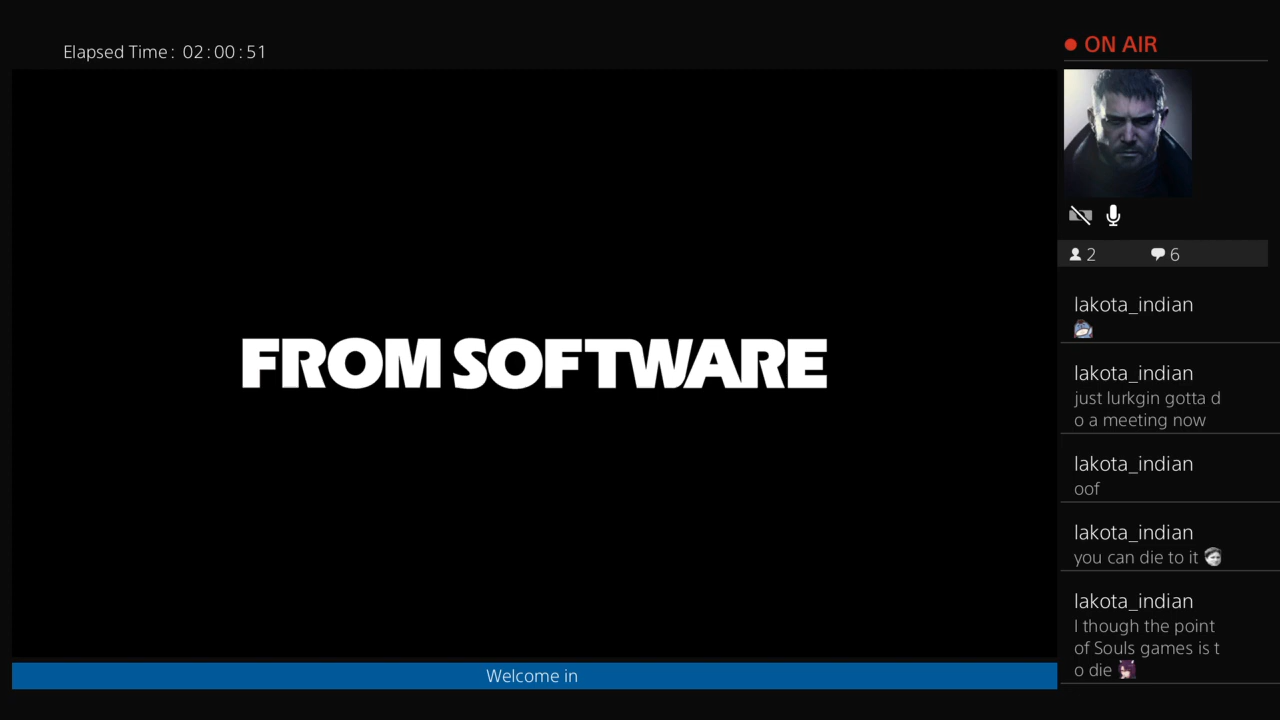 Elapsed Time: 02:00:51
ON AIR
2
6
FROM SOFTWARE
lakota_indian
lakota_indian
just lurkgin gotta d
o a meeting now
lakota_indian
oof
lakota_indian
you can die to it
lakota_indian
I though the point
of Souls games is t
o die
Welcome in